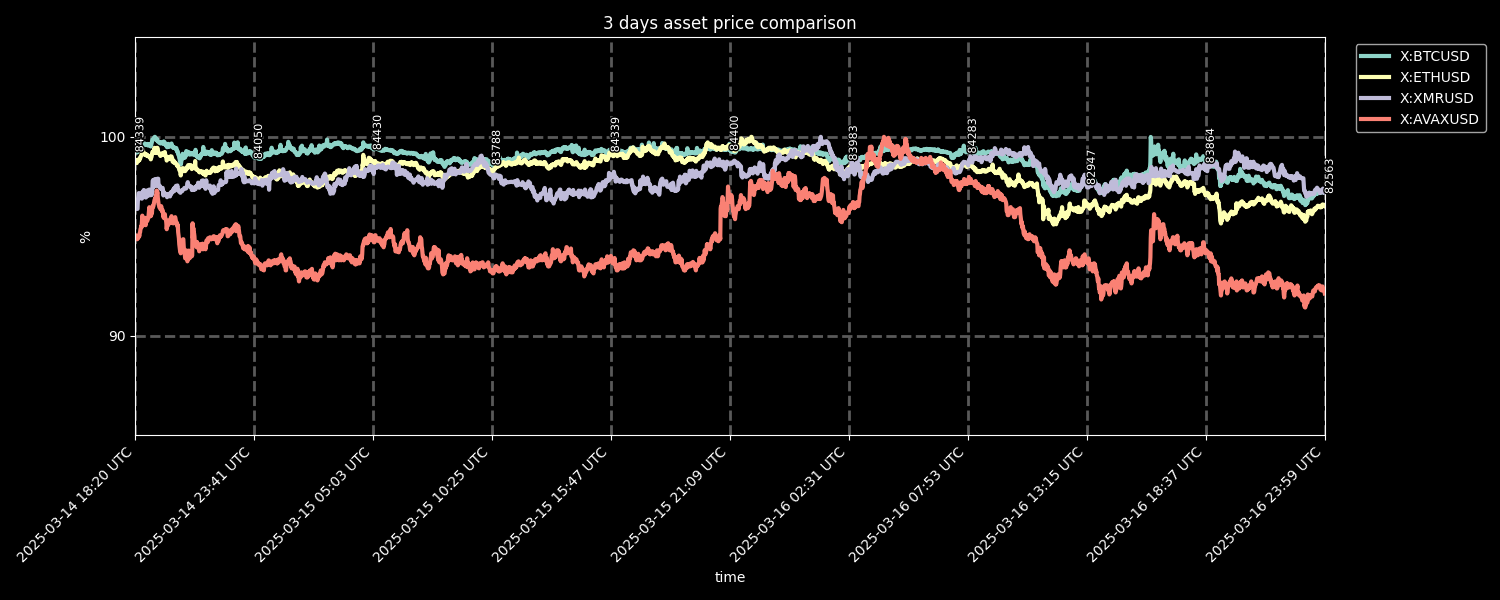 3 days asset price comparison
X:BTCUSD
X:ETHUSD
X:XMRUSD
X:AVAXUSD
100
90
%
84339
84050
84430
83788
84339
84400
83983
84283
82947
83864
82563
2025-03-14 18:20 UTC
2025-03-14 23:41 UTC
2025-03-15 05:03 UTC
2025-03-15 10:25 UTC
2025-03-15 15:47 UTC
2025-03-15 21:09 UTC
2025-03-16 02:31 UTC
2025-03-16 07:53 UTC
2025-03-16 13:15 UTC
2025-03-16 18:37 UTC
2025-03-16 23:59 UTC
time